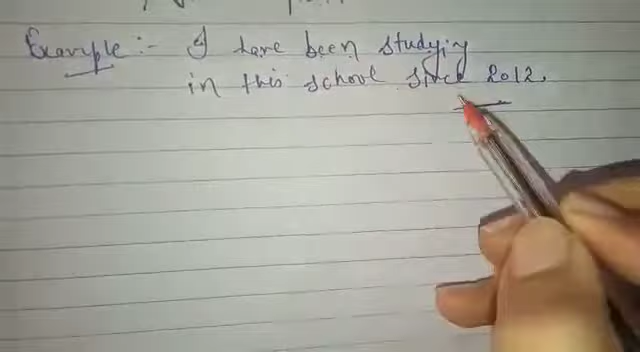 Example :- I have been studying
in this school since 2012.